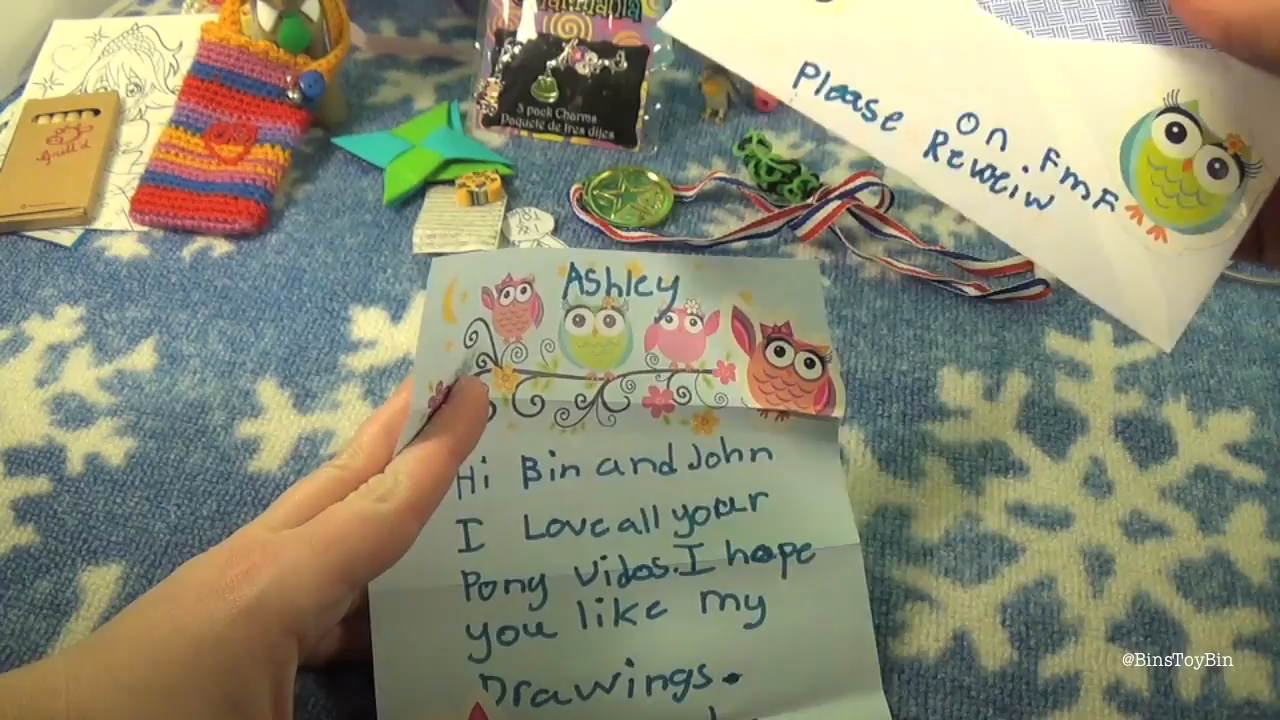 3 pack Charms
Paquete de tres dijes
Please
Reveeiw
on .FmF
Ashley
Hi Bin and John
I Love all your
Pony vidos. I hope
you like my
Drawings.
@BinsToyBin